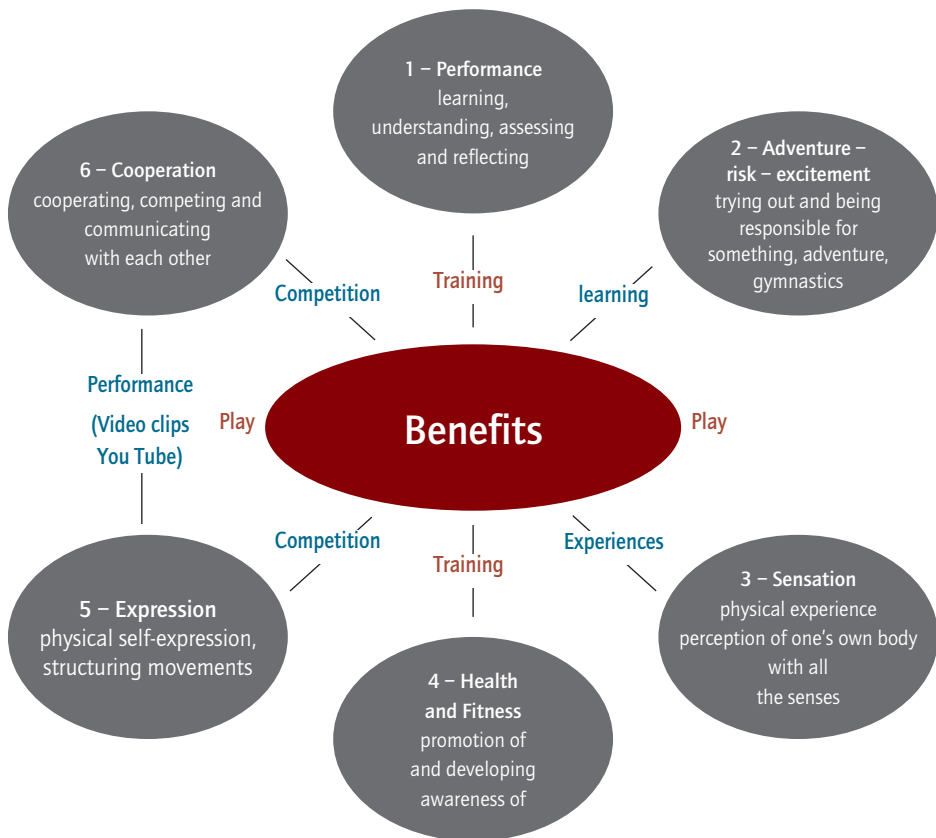 1 – Performance
learning,
understanding, assessing
and reflecting
2 – Adventure –
risk – excitement
trying out and being
responsible for
something, adventure,
gymnastics
6 – Cooperation
cooperating, competing and
communicating
with each other
Competition
Training
learning
Performance
(Video clips
You Tube)
Play
Benefits
Play
Competition
Training
Experiences
5 – Expression
physical self-expression,
structuring movements
4 – Health
and Fitness
promotion of
and developing
awareness of
3 – Sensation
physical experience
perception of one's own body
with all
the senses